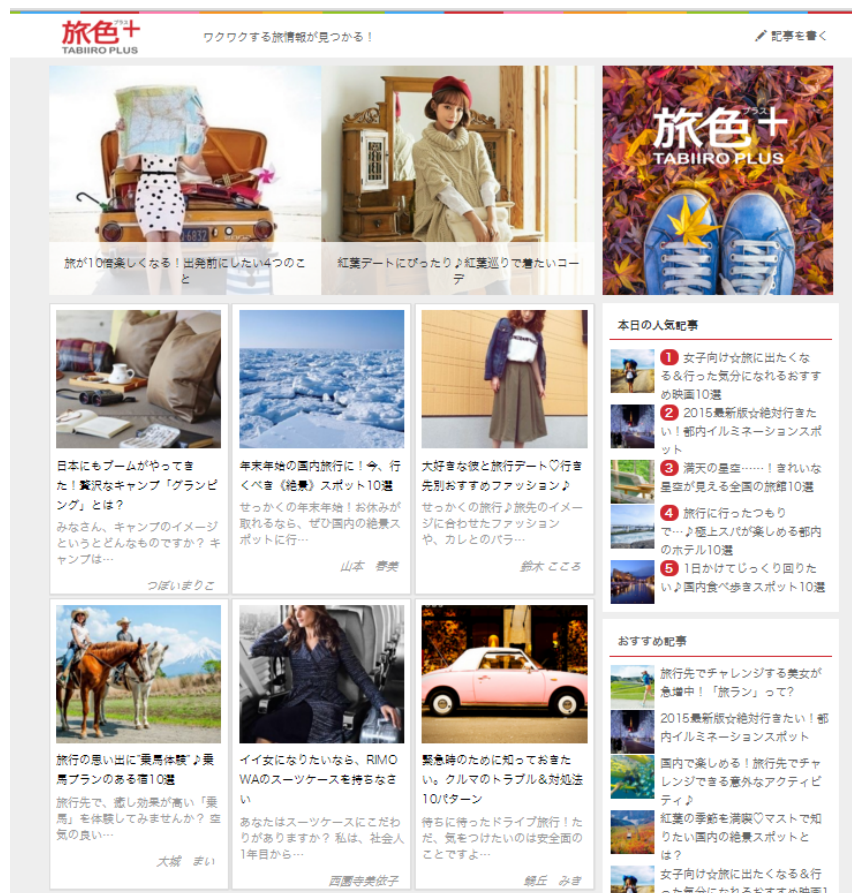 旅色+
プラス
TABIIRO PLUS
ワクワクする旅情報が見つかる！
記事を書く
旅が10倍楽しくなる！出発前にしたい4つのこ
と
紅葉デートにぴったり♪紅葉巡りで着たいコー
デ
旅色+
プラス
TABIIRO PLUS
日本にもブームがやってき
た！贅沢なキャンプ「グランピ
ング」とは？
みなさん、キャンプのイメージ
というとどんなものですか？ キ
ャンプは…
つぼいまりこ
年末年始の国内旅行に！今、行
くべき《絶景》スポット10選
せっかくの年末年始！お休みが
取れるなら、ぜひ国内の絶景ス
ポットに行…
山本 春美
大好きな彼と旅行デート♡行き
先別おすすめファッション♪
せっかくの旅行♪旅先のイメー
ジに合わせたファッション
や、カレとのバラ…
鈴木 こころ
旅行の思い出に"乗馬体験"♪乗
馬プランのある宿10選
旅行先で、癒し効果が高い「乗
馬」を体験してみませんか？ 空
気の良い…
大城 まい
イイ女になりたいなら、RIMO
WAのスーツケースを持ちなさ
い
あなたはスーツケースにこだわ
りがありますか？ 私は、社会人
1年目から…
西園寺美依子
緊急時のために知っておきた
い。クルマのトラブル＆対処法
10パターン
待ちに待ったドライブ旅行！た
だ、気をつけたいのは安全面の
ことですよ…
鏡丘 みき
本日の人気記事
1 女子向け☆旅に出たくな
る＆行った気分になれるおすす
め映画10選
2 2015最新版☆絶対行きた
い！都内イルミネーションスポ
ット
3 満天の星空……！きれいな
星空が見える全国の旅館10選
4 旅行に行ったつもり
で…♪極上スパが楽しめる都内
のホテル10選
5 1日かけてじっくり回りた
い♪国内食べ歩きスポット10選
おすすめ記事
旅行先でチャレンジする美女が
急増中！「旅ラン」って?
2015最新版☆絶対行きたい！都
内イルミネーションスポット
国内で楽しめる！旅行先でチャ
レンジできる意外なアクティビ
ティ♪
紅葉の季節を満喫♡マストで知
りたい国内の絶景スポットと
は？
女子向け☆旅に出たくなる＆行
った気分になれるおすすめ映画1